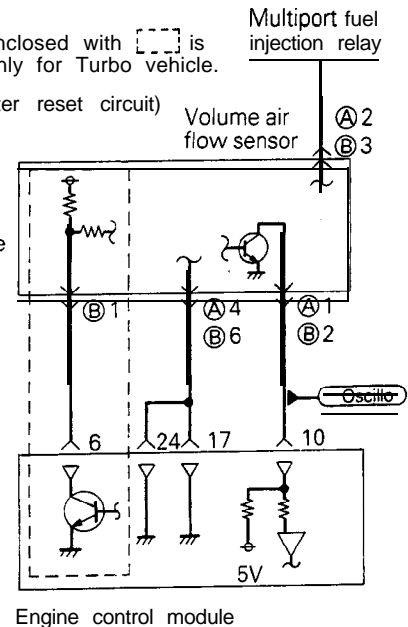 Multiport fuel
injection relay
nclosed with [ ] is
nly for Turbo vehicle.
ter reset circuit)
Volume air
flow sensor
Ⓐ2
Ⓑ3
e
Ⓑ1
Ⓐ4
Ⓑ6
Ⓐ1
Ⓑ2
Oscillo
6
24
17
10
5V
Engine control module